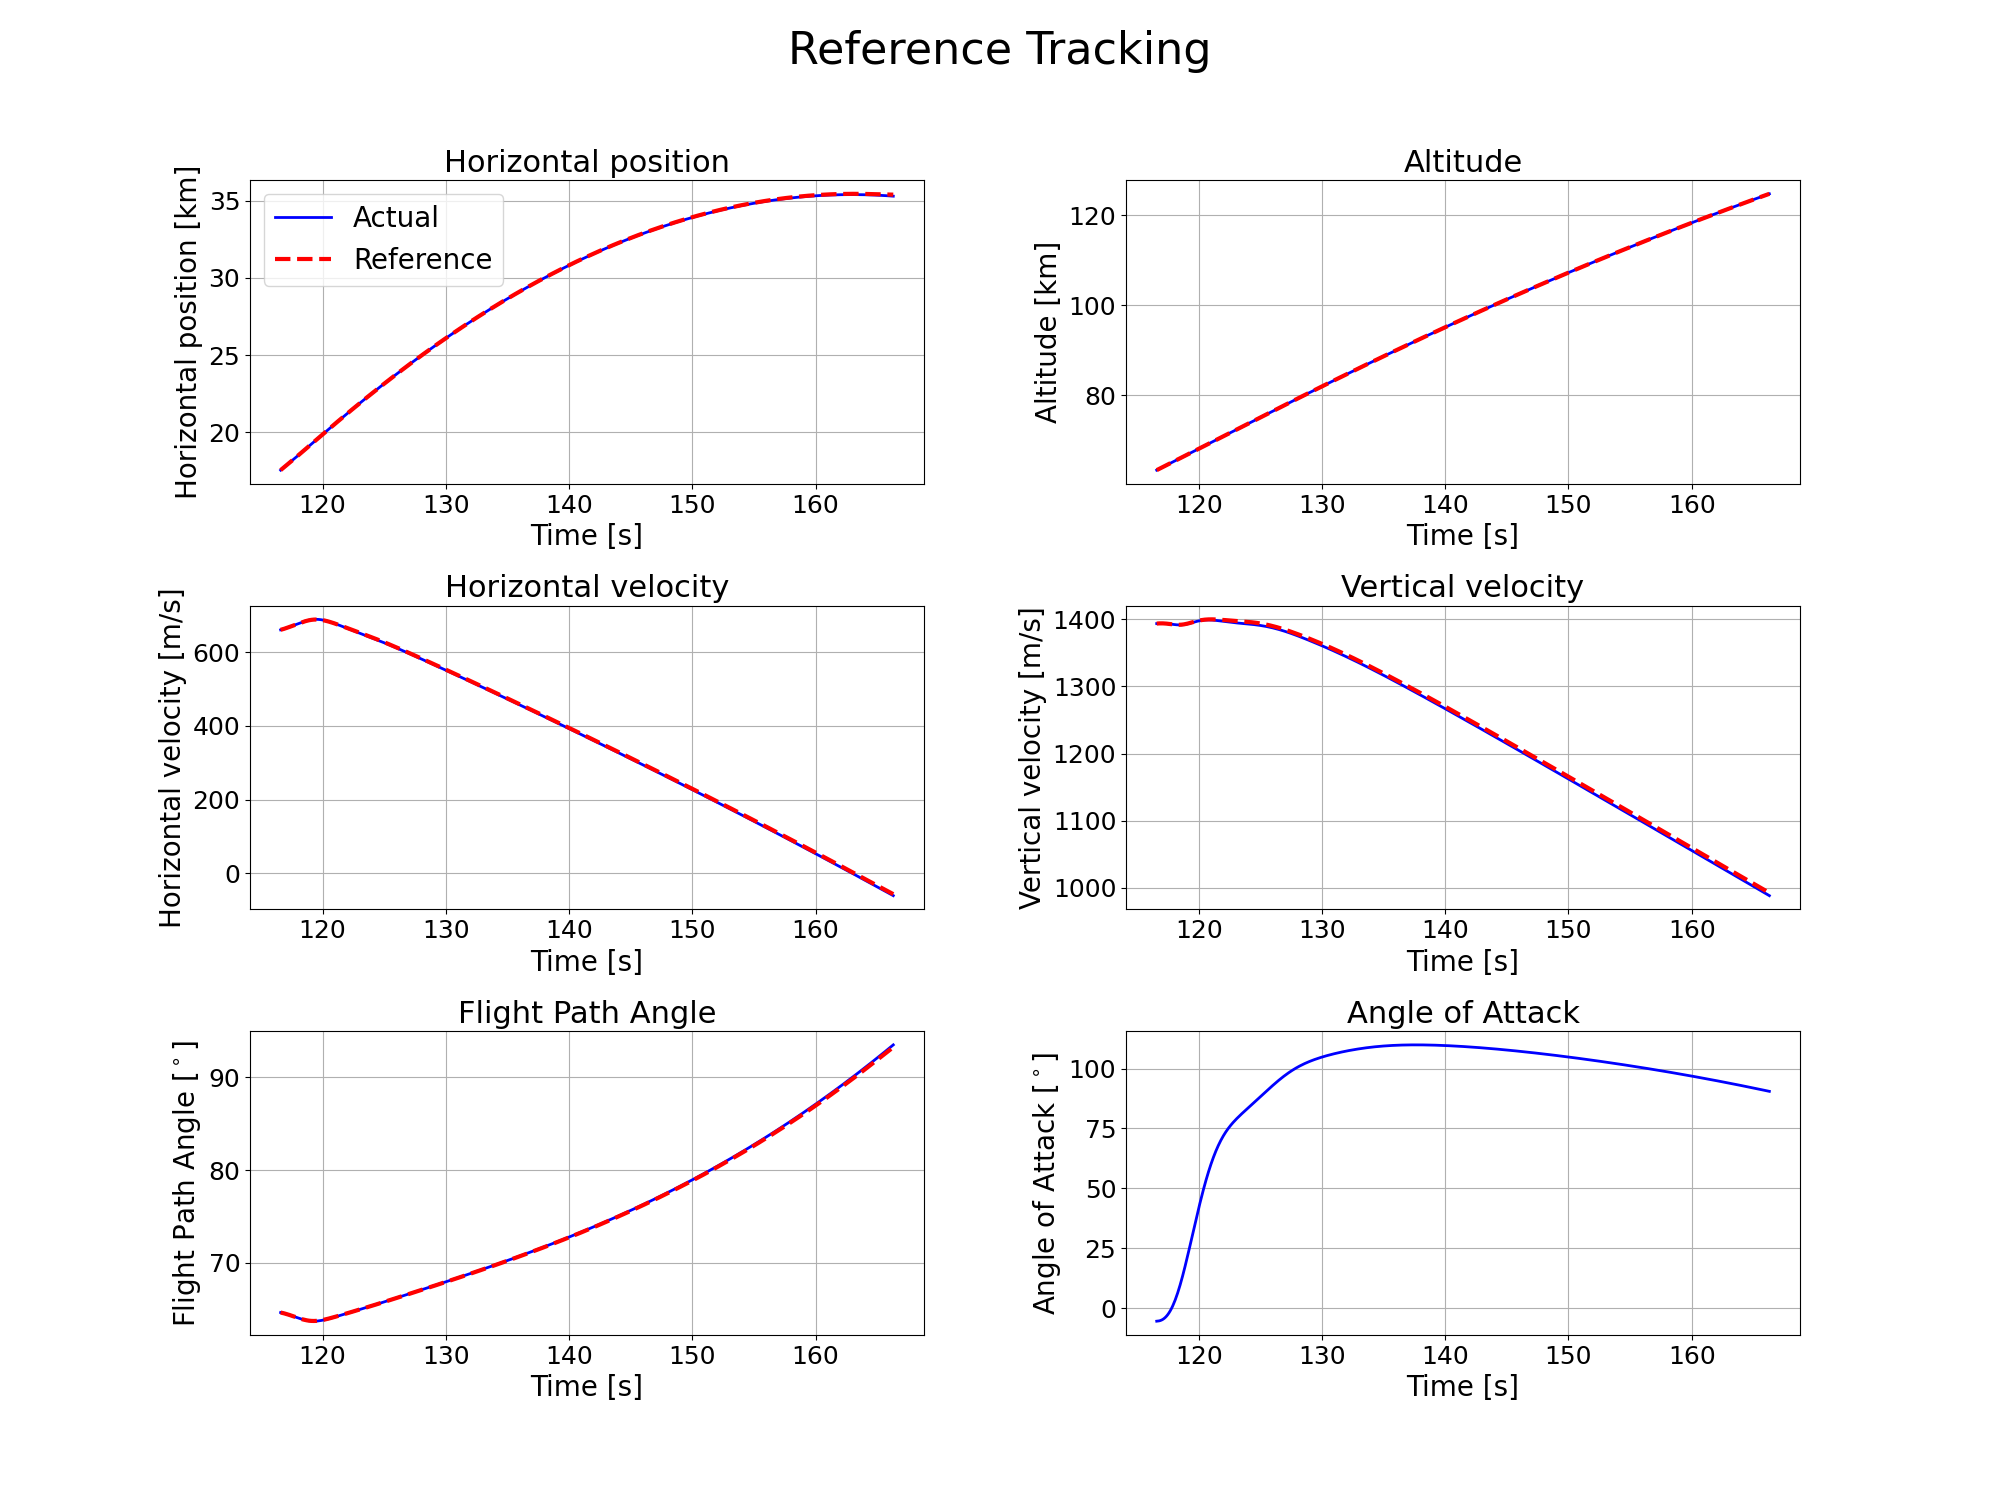 Reference Tracking
Horizontal position
Horizontal position [km]
35
30
25
20
Actual
Reference
120 130 140 150 160
Time [s]
Altitude
Altitude [km]
120
100
80
120 130 140 150 160
Time [s]
Horizontal velocity
Horizontal velocity [m/s]
600
400
200
0
120 130 140 150 160
Time [s]
Vertical velocity
Vertical velocity [m/s]
1400
1300
1200
1100
1000
120 130 140 150 160
Time [s]
Flight Path Angle
Flight Path Angle [°]
90
80
70
120 130 140 150 160
Time [s]
Angle of Attack
Angle of Attack [°]
100
75
50
25
0
120 130 140 150 160
Time [s]